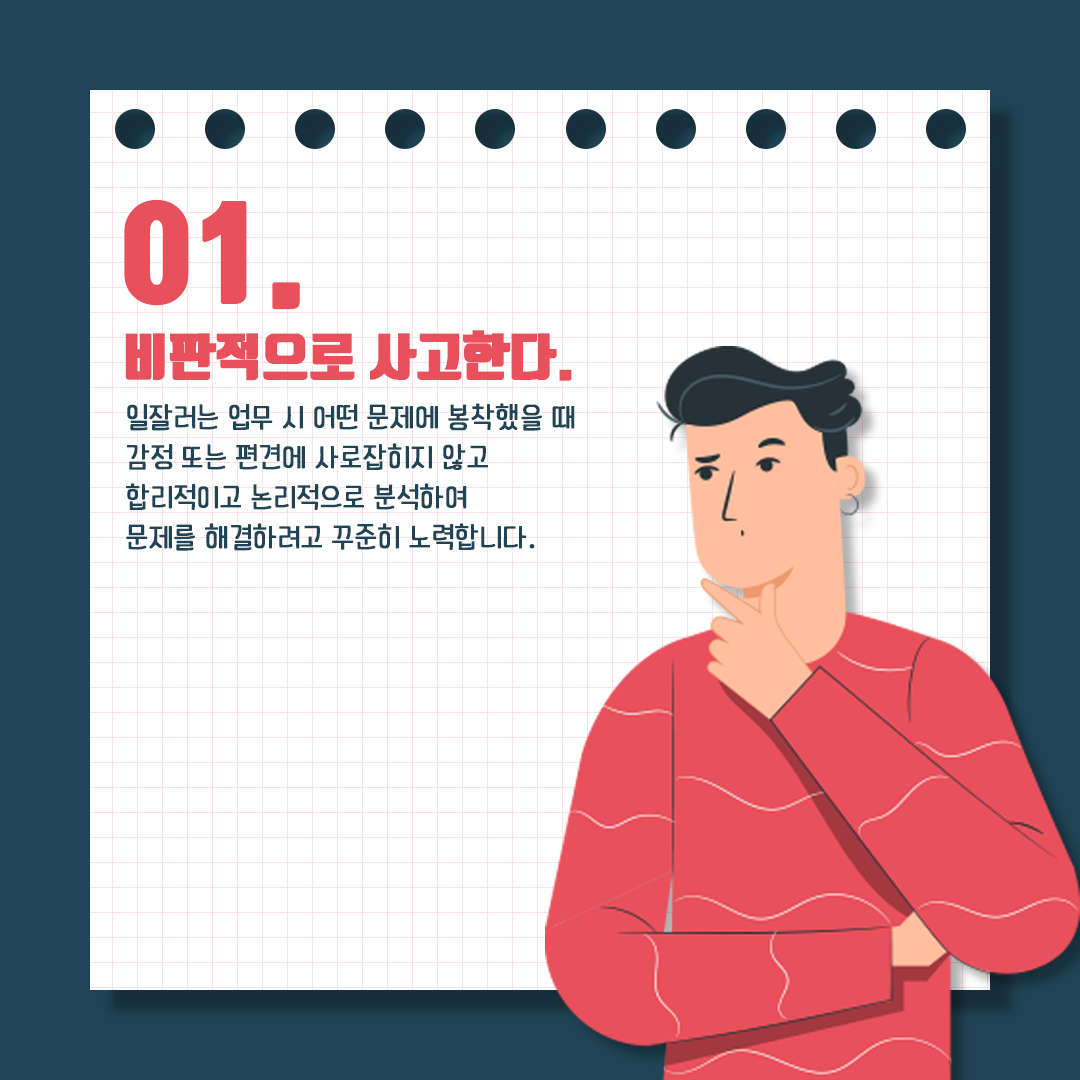 01.
비판적으로 사고한다.
일잘러는 업무 시 어떤 문제에 봉착했을 때
감정 또는 편견에 사로잡히지 않고
합리적이고 논리적으로 분석하여
문제를 해결하려고 꾸준히 노력합니다.